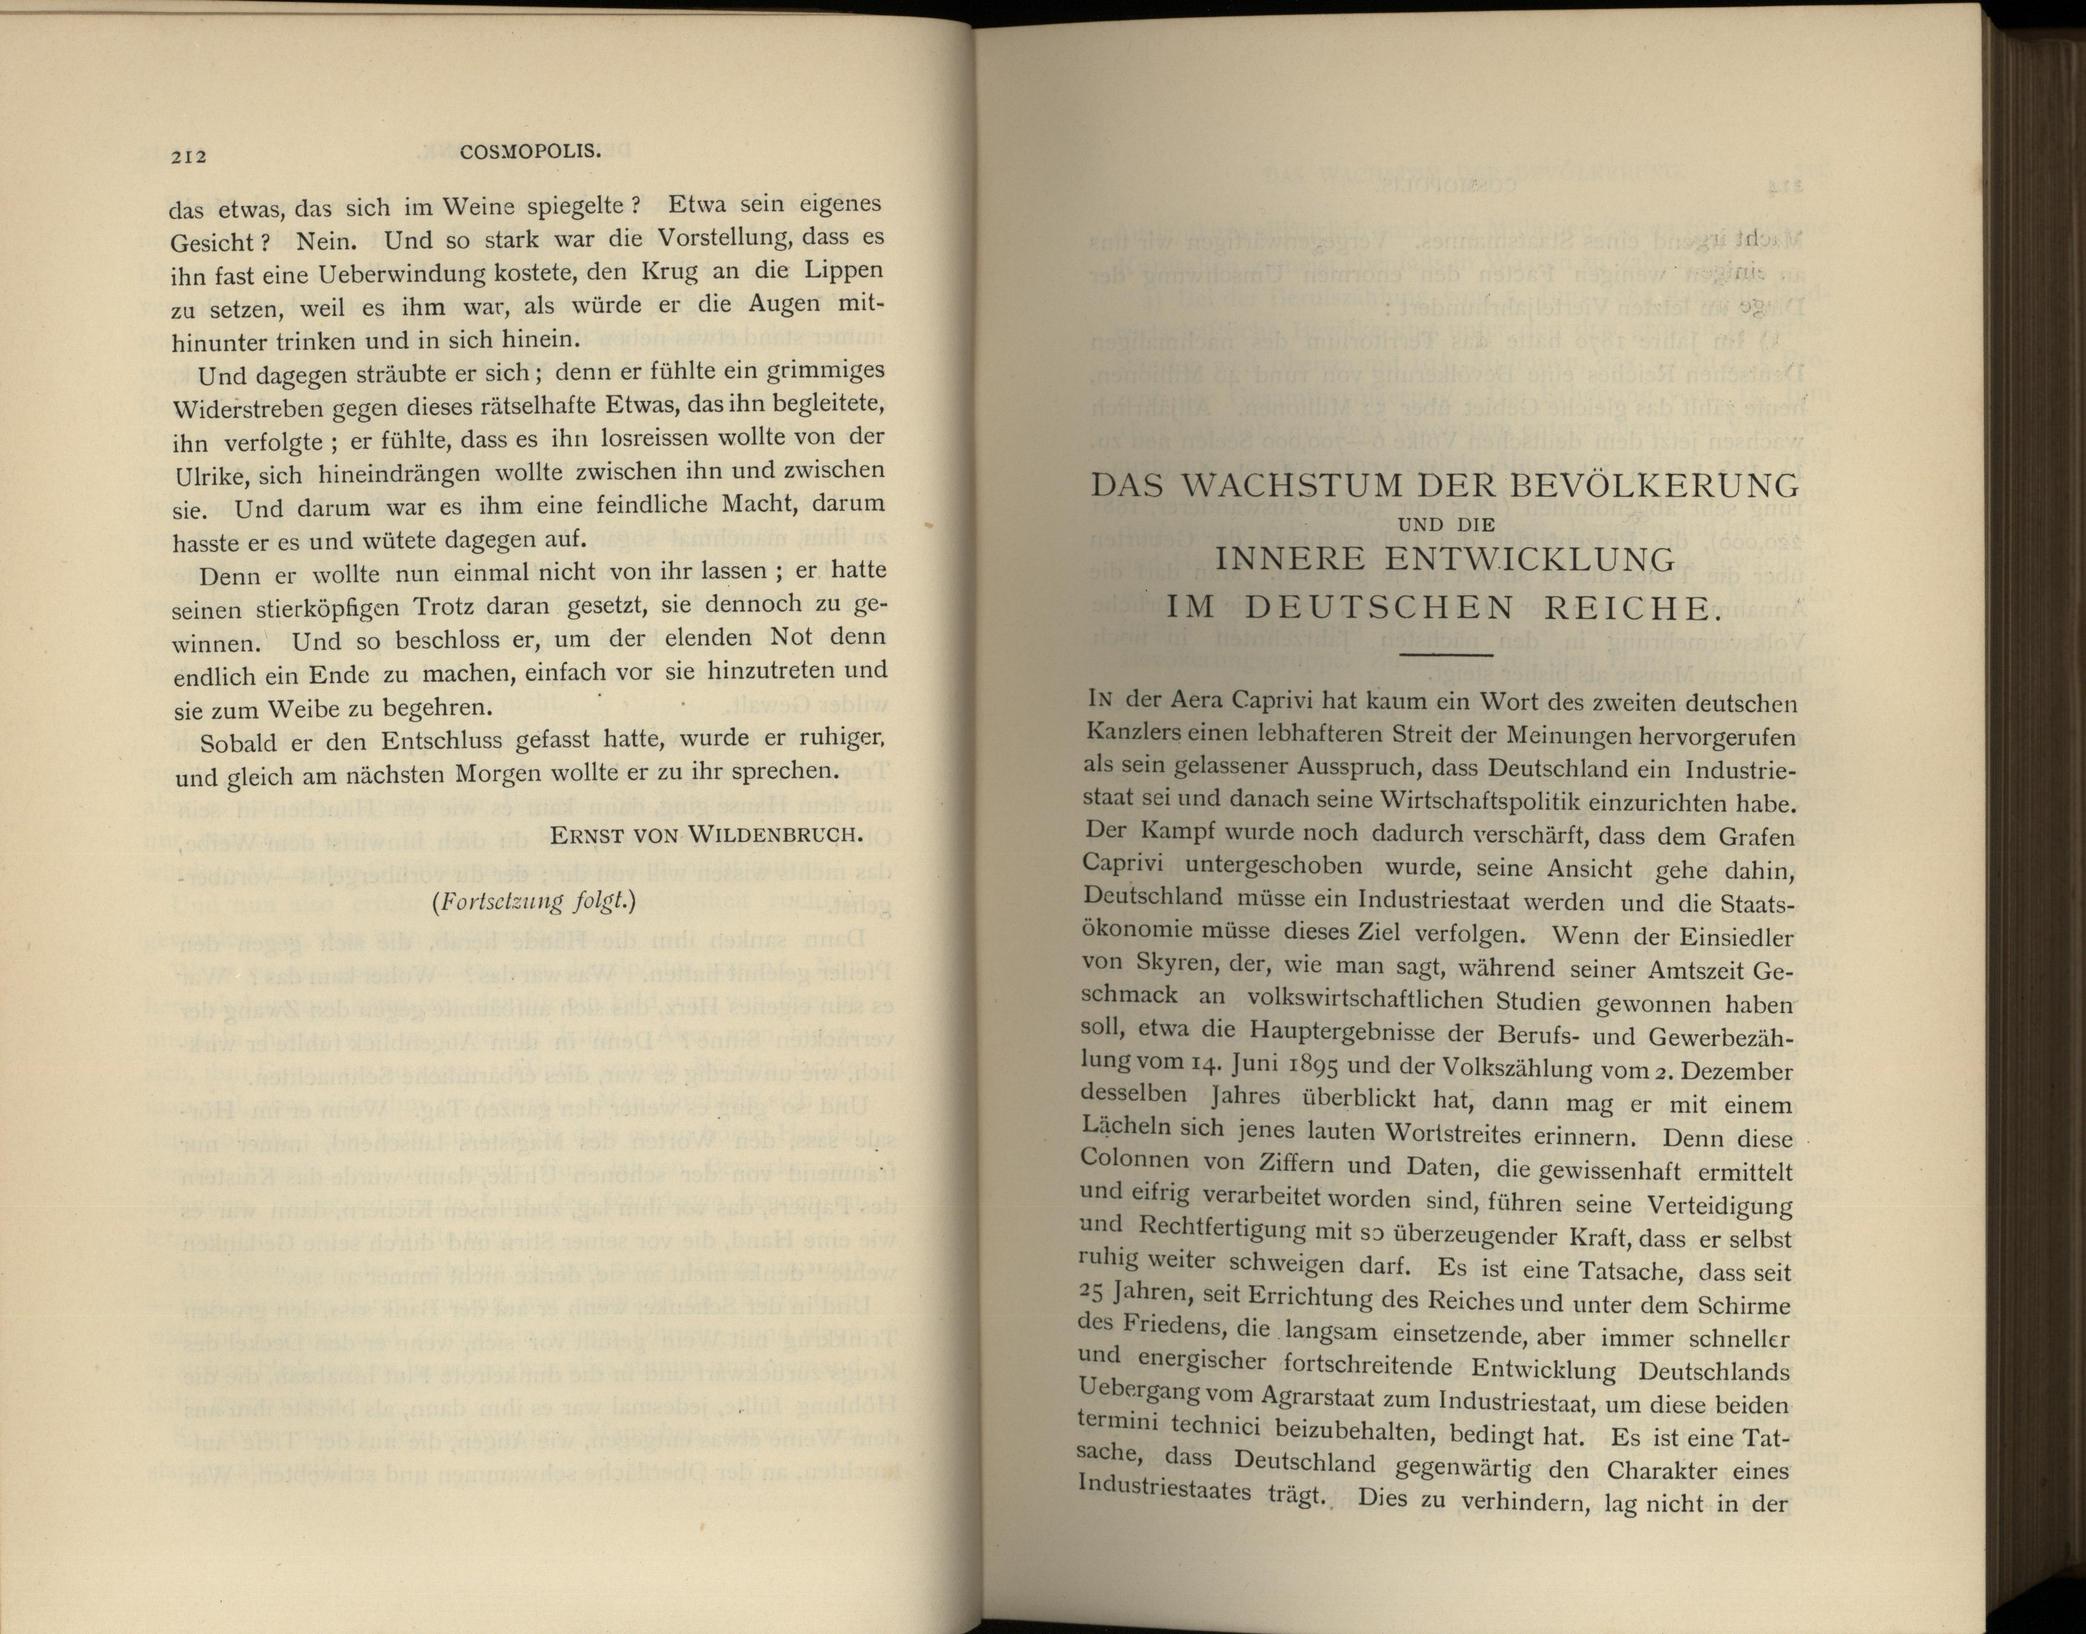 212
COSMOPOLIS.
das etwas, das sich im Weine spiegelte ? Etwa sein eigenes
Gesicht ? Nein. Und so stark war die Vorstellung, dass es
ihn fast eine Ueberwindung kostete, den Krug an die Lippen
zu setzen, weil es ihm war, als würde er die Augen mit-
hinunter trinken und in sich hinein.
Und dagegen sträubte er sich ; denn er fühlte ein grimmiges
Widerstreben gegen dieses rätselhafte Etwas, das ihn begleitete,
ihn verfolgte ; er fühlte, dass es ihn losreissen wollte von der
Ulrike, sich hineindrängen wollte zwischen ihn und zwischen
sie. Und darum war es ihm eine feindliche Macht, darum
hasste er es und wütete dagegen auf.
Denn er wollte nun einmal nicht von ihr lassen ; er hatte
seinen stierköpfigen Trotz daran gesetzt, sie dennoch zu ge-
winnen. Und so beschloss er, um der elenden Not denn
endlich ein Ende zu machen, einfach vor sie hinzutreten und
sie zum Weibe zu begehren.
Sobald er den Entschluss gefasst hatte, wurde er ruhiger,
und gleich am nächsten Morgen wollte er zu ihr sprechen.
ERNST VON WILDENBRUCH.
(Fortsetzung folgt.)
DAS WACHSTUM DER BEVÖLKERUNG
UND DIE
INNERE ENTWICKLUNG
IM DEUTSCHEN REICHE.
IN der Aera Caprivi hat kaum ein Wort des zweiten deutschen
Kanzlers einen lebhafteren Streit der Meinungen hervorgerufen
als sein gelassener Ausspruch, dass Deutschland ein Industrie-
staat sei und danach seine Wirtschaftspolitik einzurichten habe.
Der Kampf wurde noch dadurch verschärft, dass dem Grafen
Caprivi untergeschoben wurde, seine Ansicht gehe dahin,
Deutschland müsse ein Industriestaat werden und die Staats-
ökonomie müsse dieses Ziel verfolgen. Wenn der Einsiedler
von Skyren, der, wie man sagt, während seiner Amtszeit Ge-
schmack an volkswirtschaftlichen Studien gewonnen haben
soll, etwa die Hauptergebnisse der Berufs- und Gewerbezäh-
lung vom 14. Juni 1895 und der Volkszählung vom 2. Dezember
desselben Jahres überblickt hat, dann mag er mit einem
Lächeln sich jenes lauten Wortstreites erinnern. Denn diese
Colonnen von Ziffern und Daten, die gewissenhaft ermittelt
und eifrig verarbeitet worden sind, führen seine Verteidigung
und Rechtfertigung mit so überzeugender Kraft, dass er selbst
ruhig weiter schweigen darf. Es ist eine Tatsache, dass seit
25 Jahren, seit Errichtung des Reiches und unter dem Schirme
des Friedens, die langsam einsetzende, aber immer schneller
und energischer fortschreitende Entwicklung Deutschlands
Uebergang vom Agrarstaat zum Industriestaat, um diese beiden
termini technici beizubehalten, bedingt hat. Es ist eine Tat-
sache, dass Deutschland gegenwärtig den Charakter eines
Industriestaates trägt. Dies zu verhindern, lag nicht in der